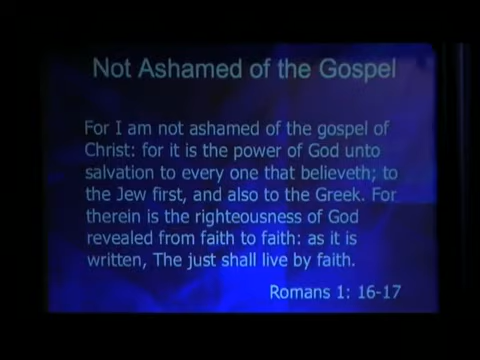 Not Ashamed of the Gospel
For I am not ashamed of the gospel of
Christ: for it is the power of God unto
salvation to every one that believeth; to
the Jew first, and also to the Greek. For
therein is the righteousness of God
revealed from faith to faith: as it is
written, The just shall live by faith.
Romans 1: 16-17